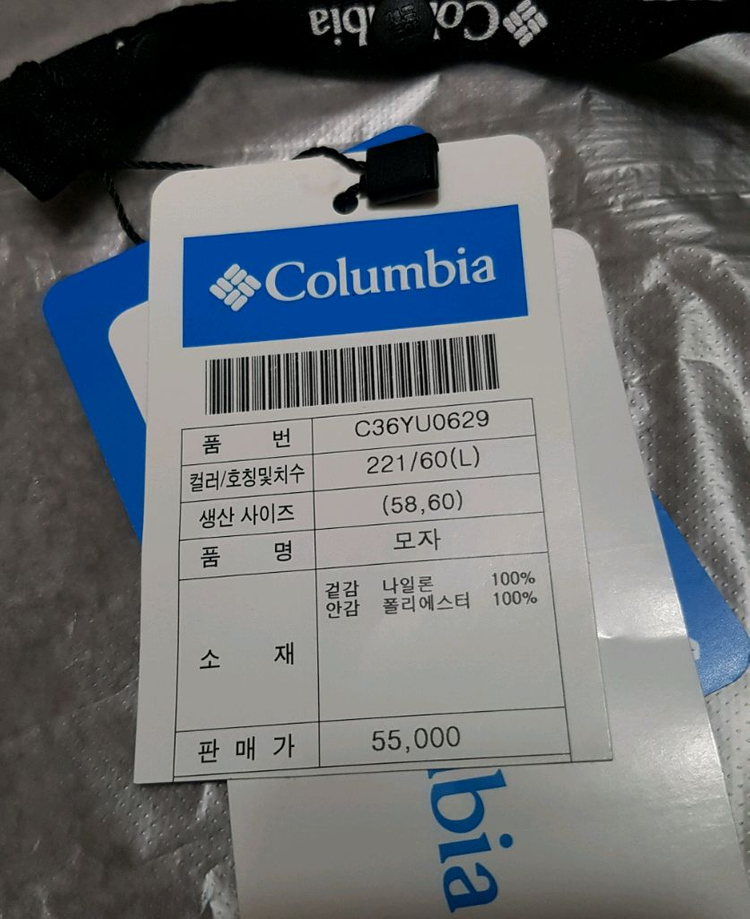 Columbia
Columbia
품 번 C36YU0629
컬러/호칭및치수 221/60(L)
생산 사이즈 (58,60)
품 명 모자
겉감 나일론 100%
안감 폴리에스터 100%
소 재
판 매 가 55,000
lumbia